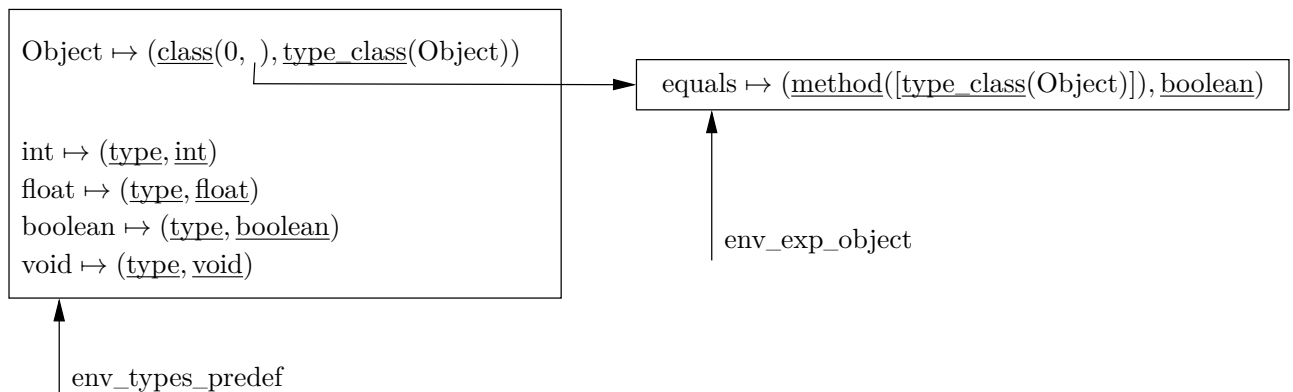 Object ↦ (class(0, ), type_class(Object))
equals ↦ (method([type_class(Object)]), boolean)
int ↦ (type, int)
float ↦ (type, float)
boolean ↦ (type, boolean)
void ↦ (type, void)
env_exp_object
env_types_predef